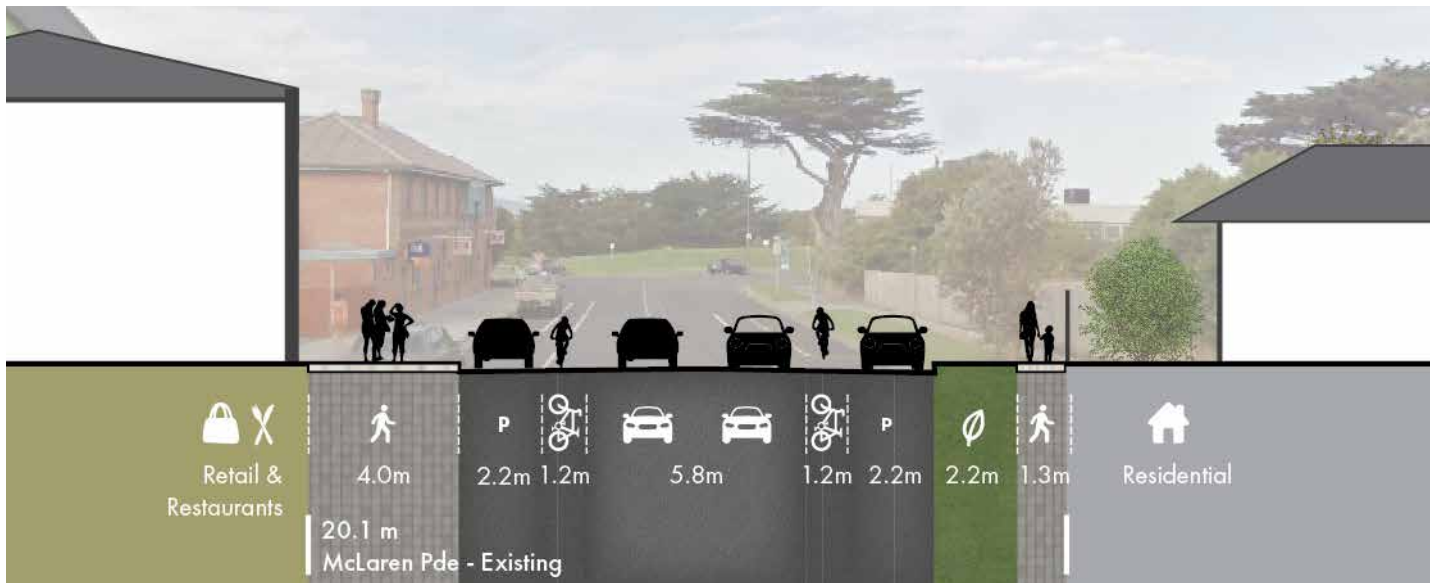 Retail &
Restaurants
4.0m
P
2.2m
1.2m
5.8m
1.2m
P
2.2m
2.2m
1.3m
Residential
20.1 m
McLaren Pde - Existing